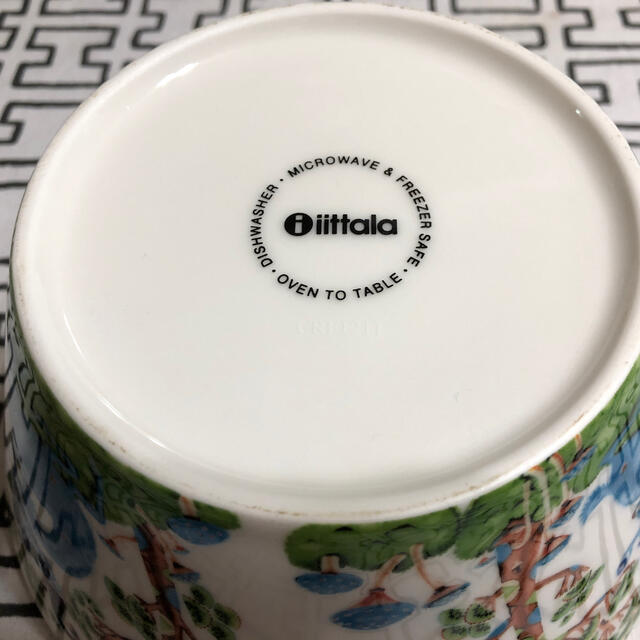 DISHWASHER · MICROWAVE & FREEZER SAFE ·
iittala
OVEN TO TABLE ·